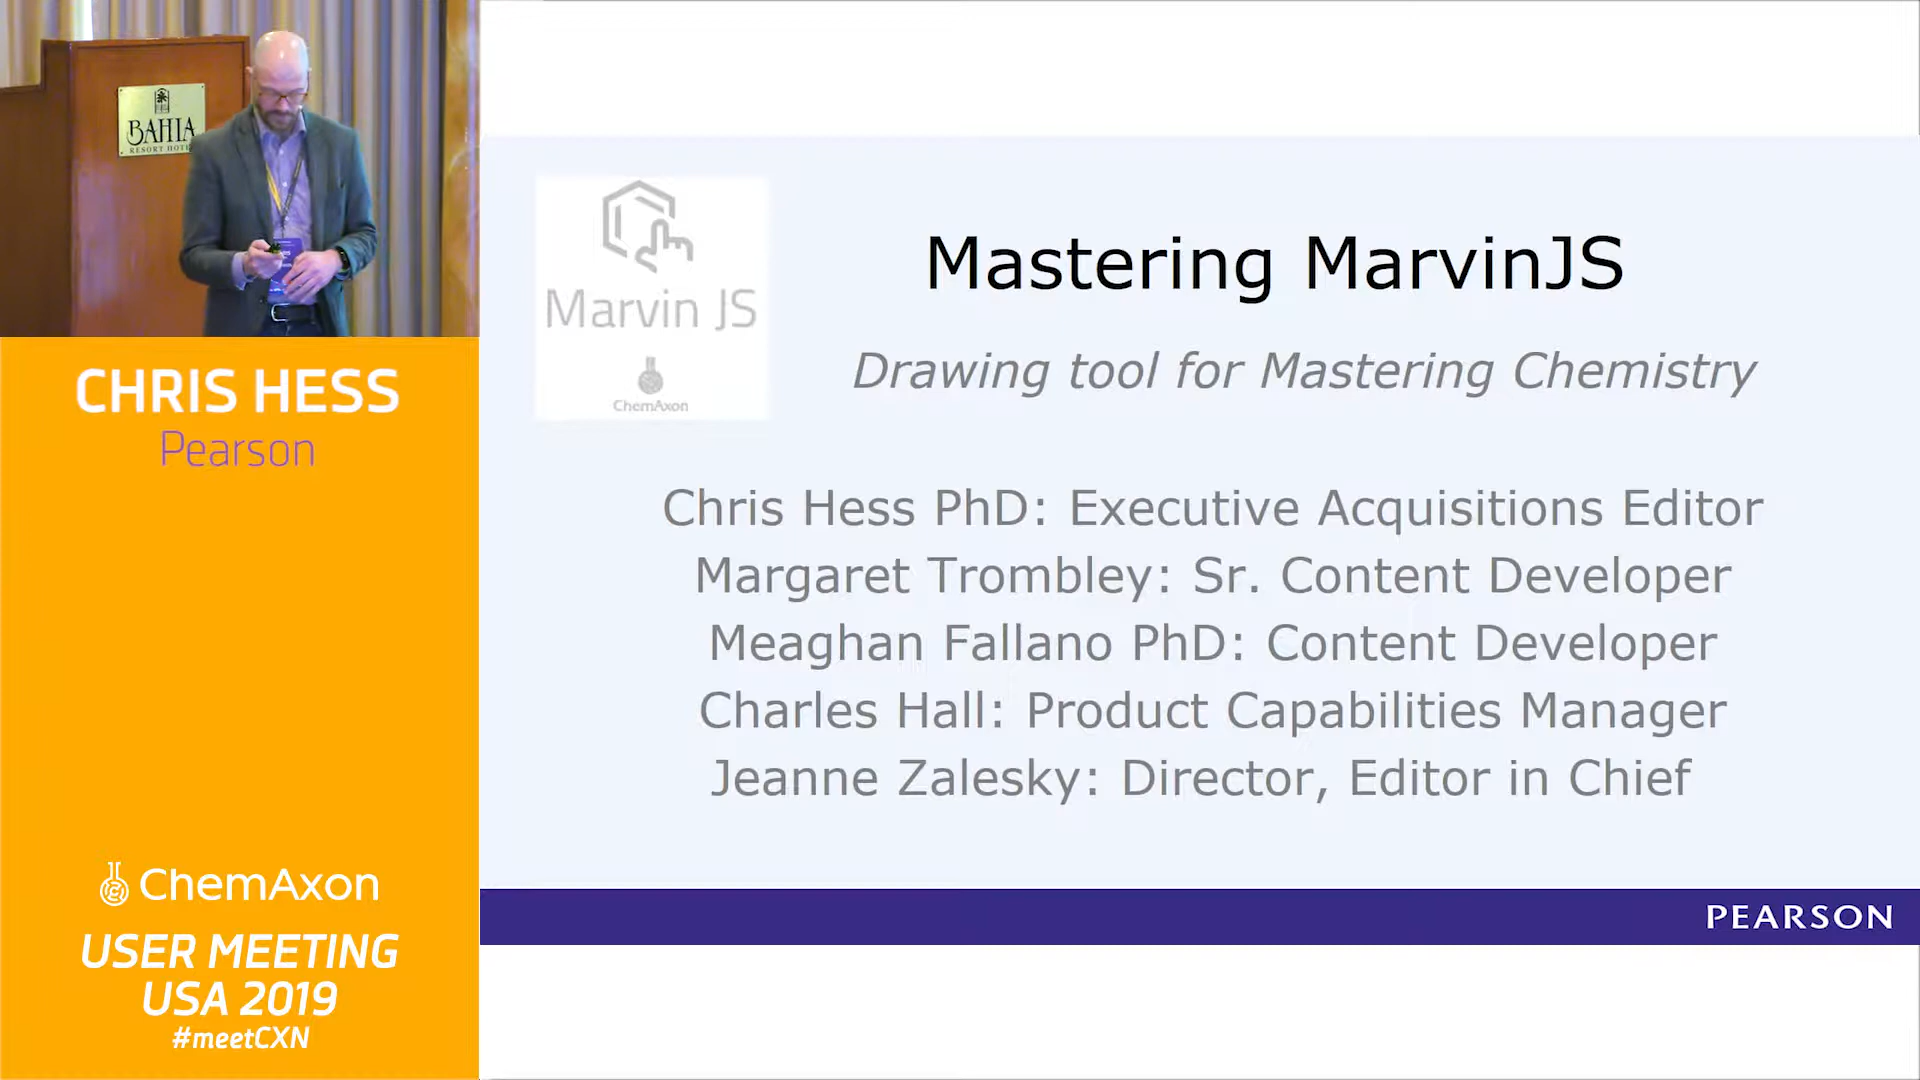 BAHIA
RESORT HOTE
CHRIS HESS
Pearson
ChemAxon
USER MEETING
USA 2019
#meetCXN
Marvin JS
ChemAxon
Mastering MarvinJS
Drawing tool for Mastering Chemistry
Chris Hess PhD: Executive Acquisitions Editor
Margaret Trombley: Sr. Content Developer
Meaghan Fallano PhD: Content Developer
Charles Hall: Product Capabilities Manager
Jeanne Zalesky: Director, Editor in Chief
PEARSON